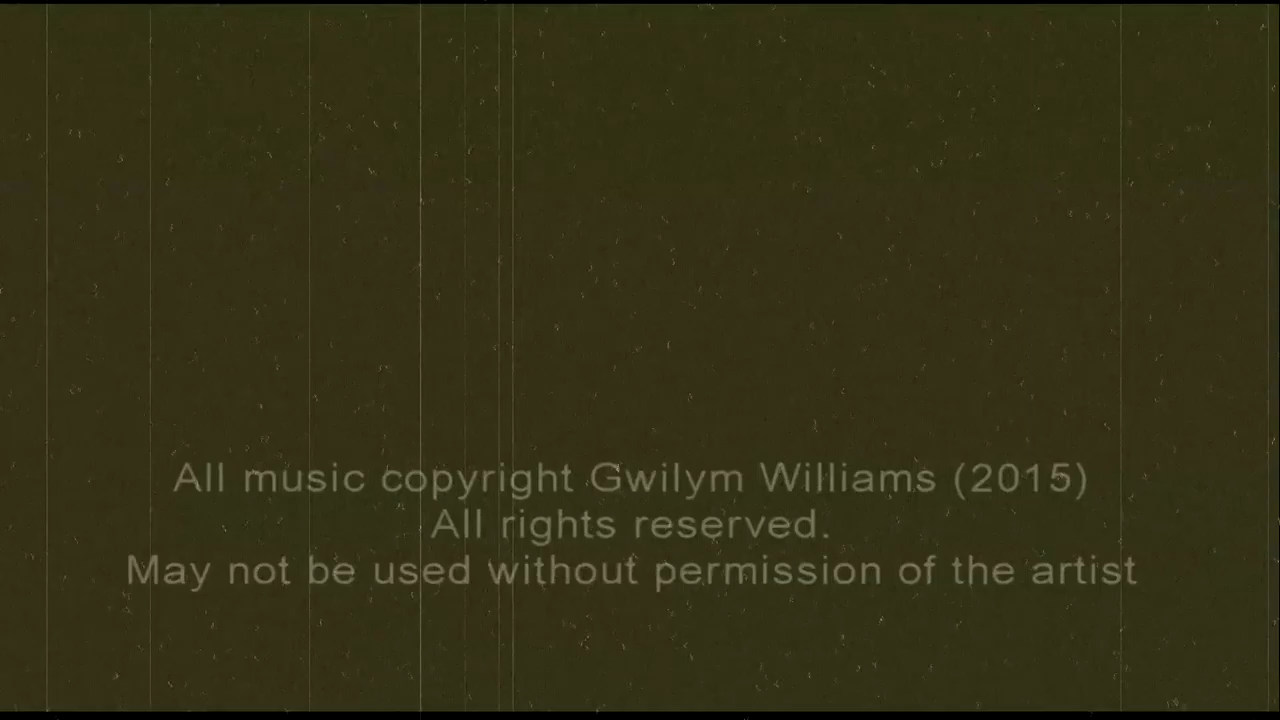 All music copyright Gwilym Williams (2015)
All rights reserved.
May not be used without permission of the artist